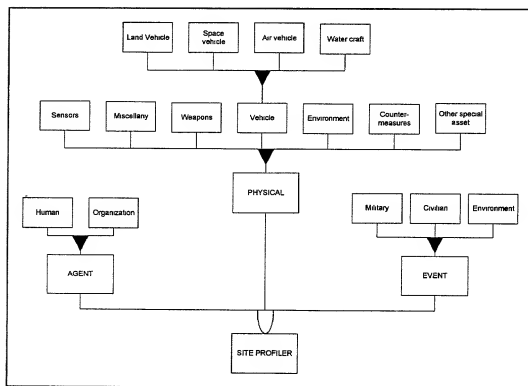 Land Vehicle
Space
vehicle
Air vehicle
Water craft
Sensors
Miscellany
Weapons
Vehicle
Environment
Counter-
measures
Other special
asset
PHYSICAL
Human
Organization
Military
Civilian
Environment
AGENT
EVENT
SITE PROFILER